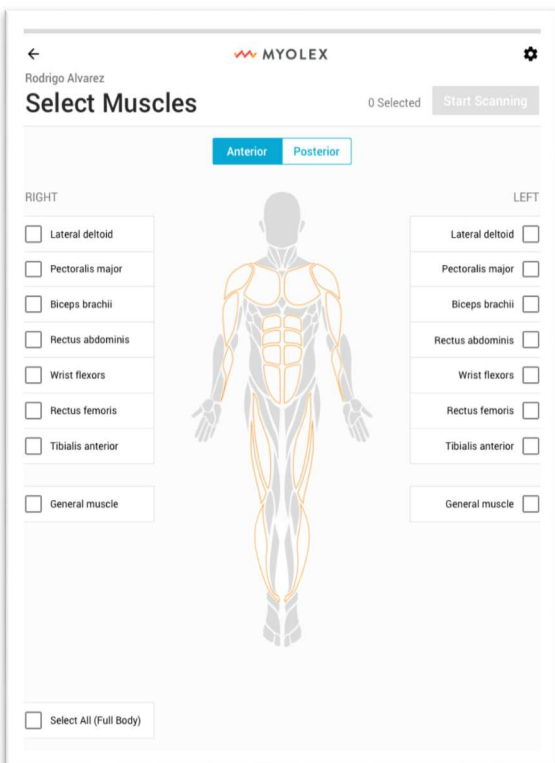 MYOLEX
Rodrigo Alvarez
Select Muscles
0 Selected
Start Scanning
Anterior
Posterior
RIGHT
LEFT
Lateral deltoid
Lateral deltoid
Pectoralis major
Pectoralis major
Biceps brachii
Biceps brachii
Rectus abdominis
Rectus abdominis
Wrist flexors
Wrist flexors
Rectus femoris
Rectus femoris
Tibialis anterior
Tibialis anterior
General muscle
General muscle
Select All (Full Body)